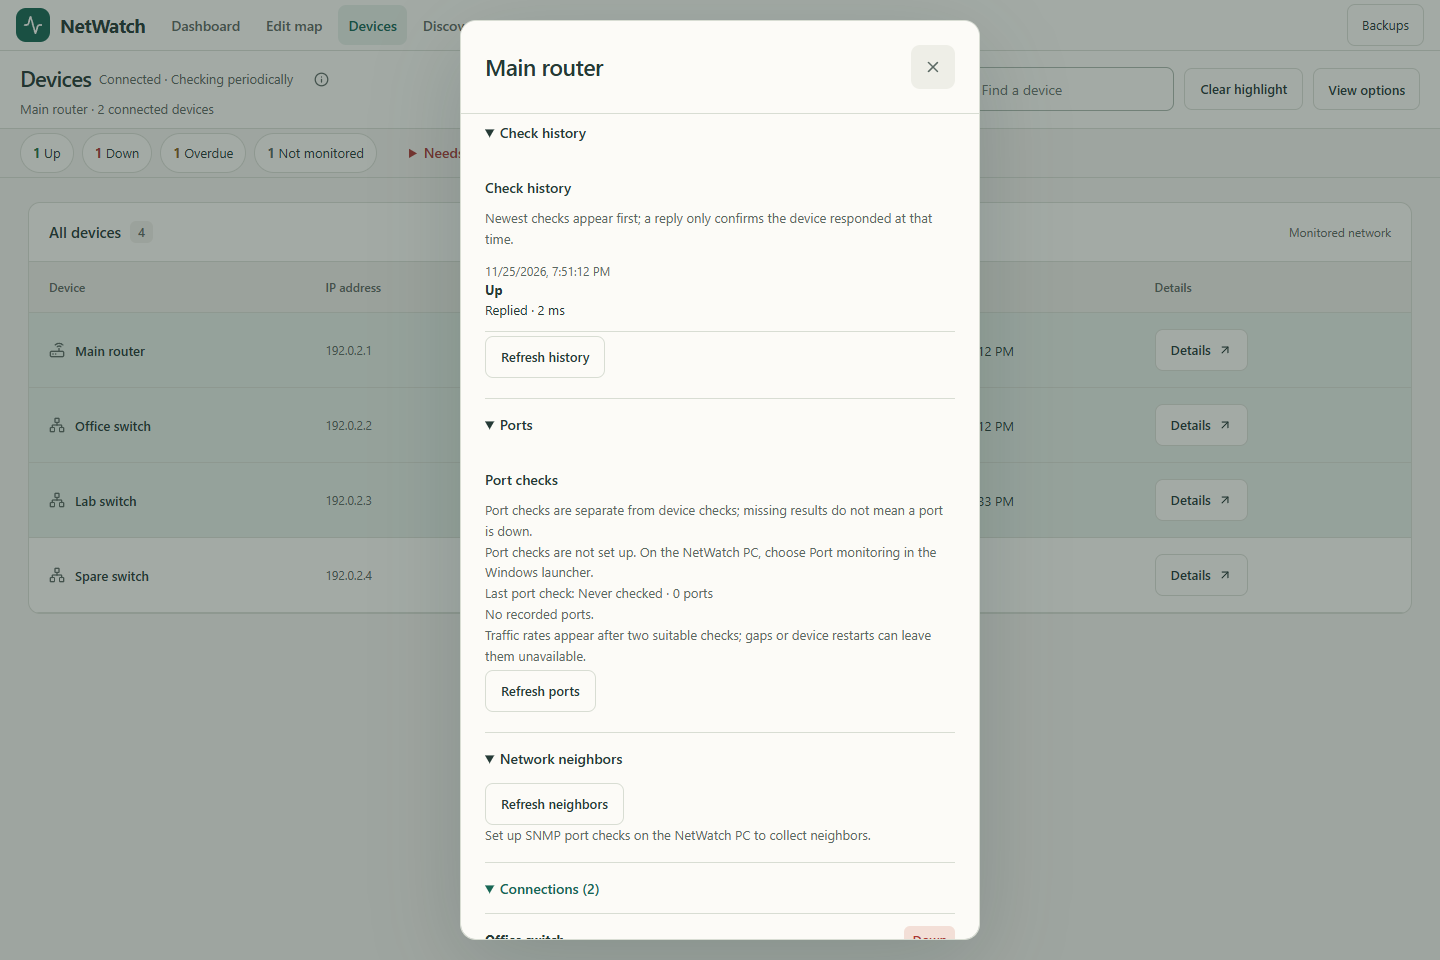 NetWatch Dashboard Edit map Devices
Backups
Devices Connected · Checking periodically
Main router · 2 connected devices
Find a device
Clear highlight
View options
1 Up
1 Down
1 Overdue
1 Not monitored
All devices 4
Monitored network
Device IP address Details
Main router 192.0.2.1 12 PM Details
Office switch 192.0.2.2 12 PM Details
Lab switch 192.0.2.3 33 PM Details
Spare switch 192.0.2.4 Details
Main router
Check history
Check history
Newest checks appear first; a reply only confirms the device responded at that
time.
11/25/2026, 7:51:12 PM
Up
Replied · 2 ms
Refresh history
Ports
Port checks
Port checks are separate from device checks; missing results do not mean a port
is down.
Port checks are not set up. On the NetWatch PC, choose Port monitoring in the
Windows launcher.
Last port check: Never checked · 0 ports
No recorded ports.
Traffic rates appear after two suitable checks; gaps or device restarts can leave
them unavailable.
Refresh ports
Network neighbors
Refresh neighbors
Set up SNMP port checks on the NetWatch PC to collect neighbors.
Connections (2)